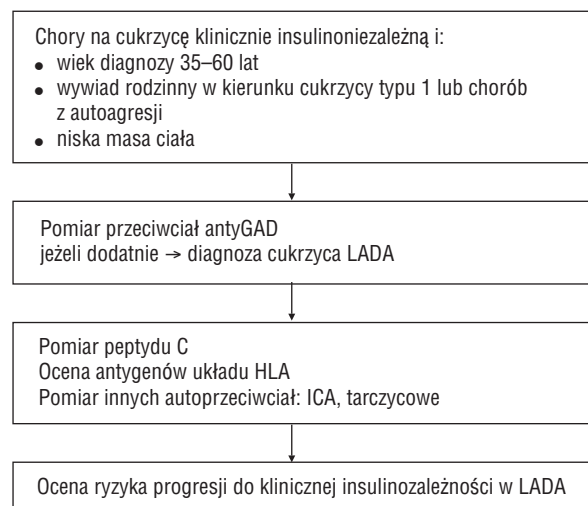 Chory na cukrzycę klinicznie insulinoniezależną i:
● wiek diagnozy 35–60 lat
● wywiad rodzinny w kierunku cukrzycy typu 1 lub chorób
z autoagresji
● niska masa ciała
Pomiar przeciwciał antyGAD
jeżeli dodatnie → diagnoza cukrzyca LADA
Pomiar peptydu C
Ocena antygenów układu HLA
Pomiar innych autoprzeciwciał: ICA, tarczycowe
Ocena ryzyka progresji do klinicznej insulinozależności w LADA